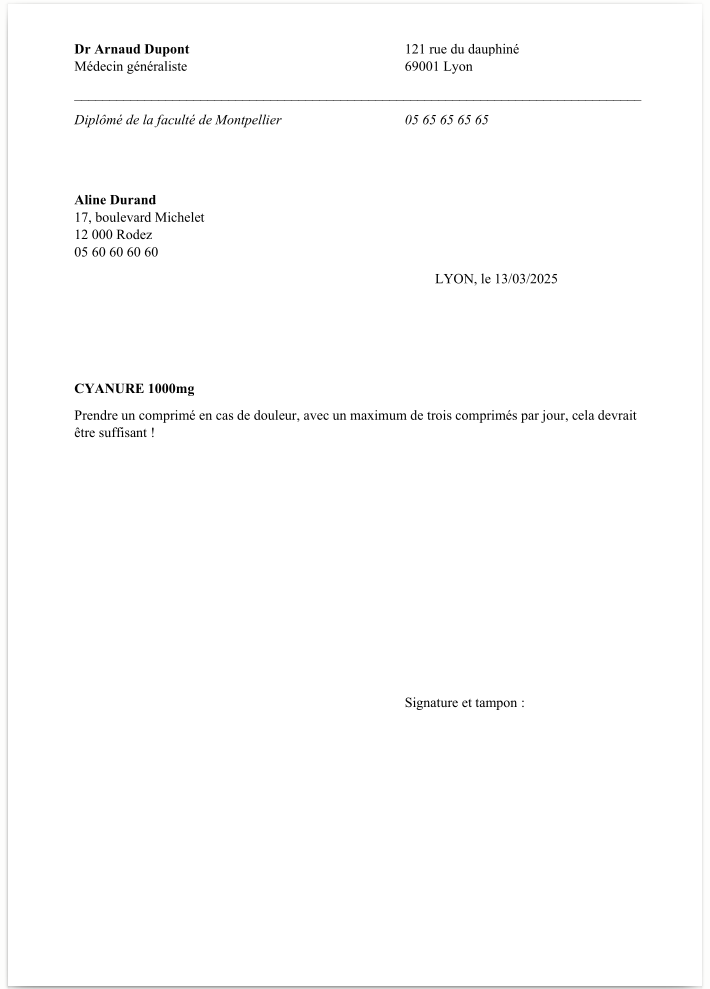 Dr Arnaud Dupont
121 rue du dauphiné
Médecin généraliste
69001 Lyon
Diplômé de la faculté de Montpellier
05 65 65 65 65
Aline Durand
17, boulevard Michelet
12 000 Rodez
05 60 60 60 60
LYON, le 13/03/2025
CYANURE 1000mg
Prendre un comprimé en cas de douleur, avec un maximum de trois comprimés par jour, cela devrait
être suffisant !
Signature et tampon :